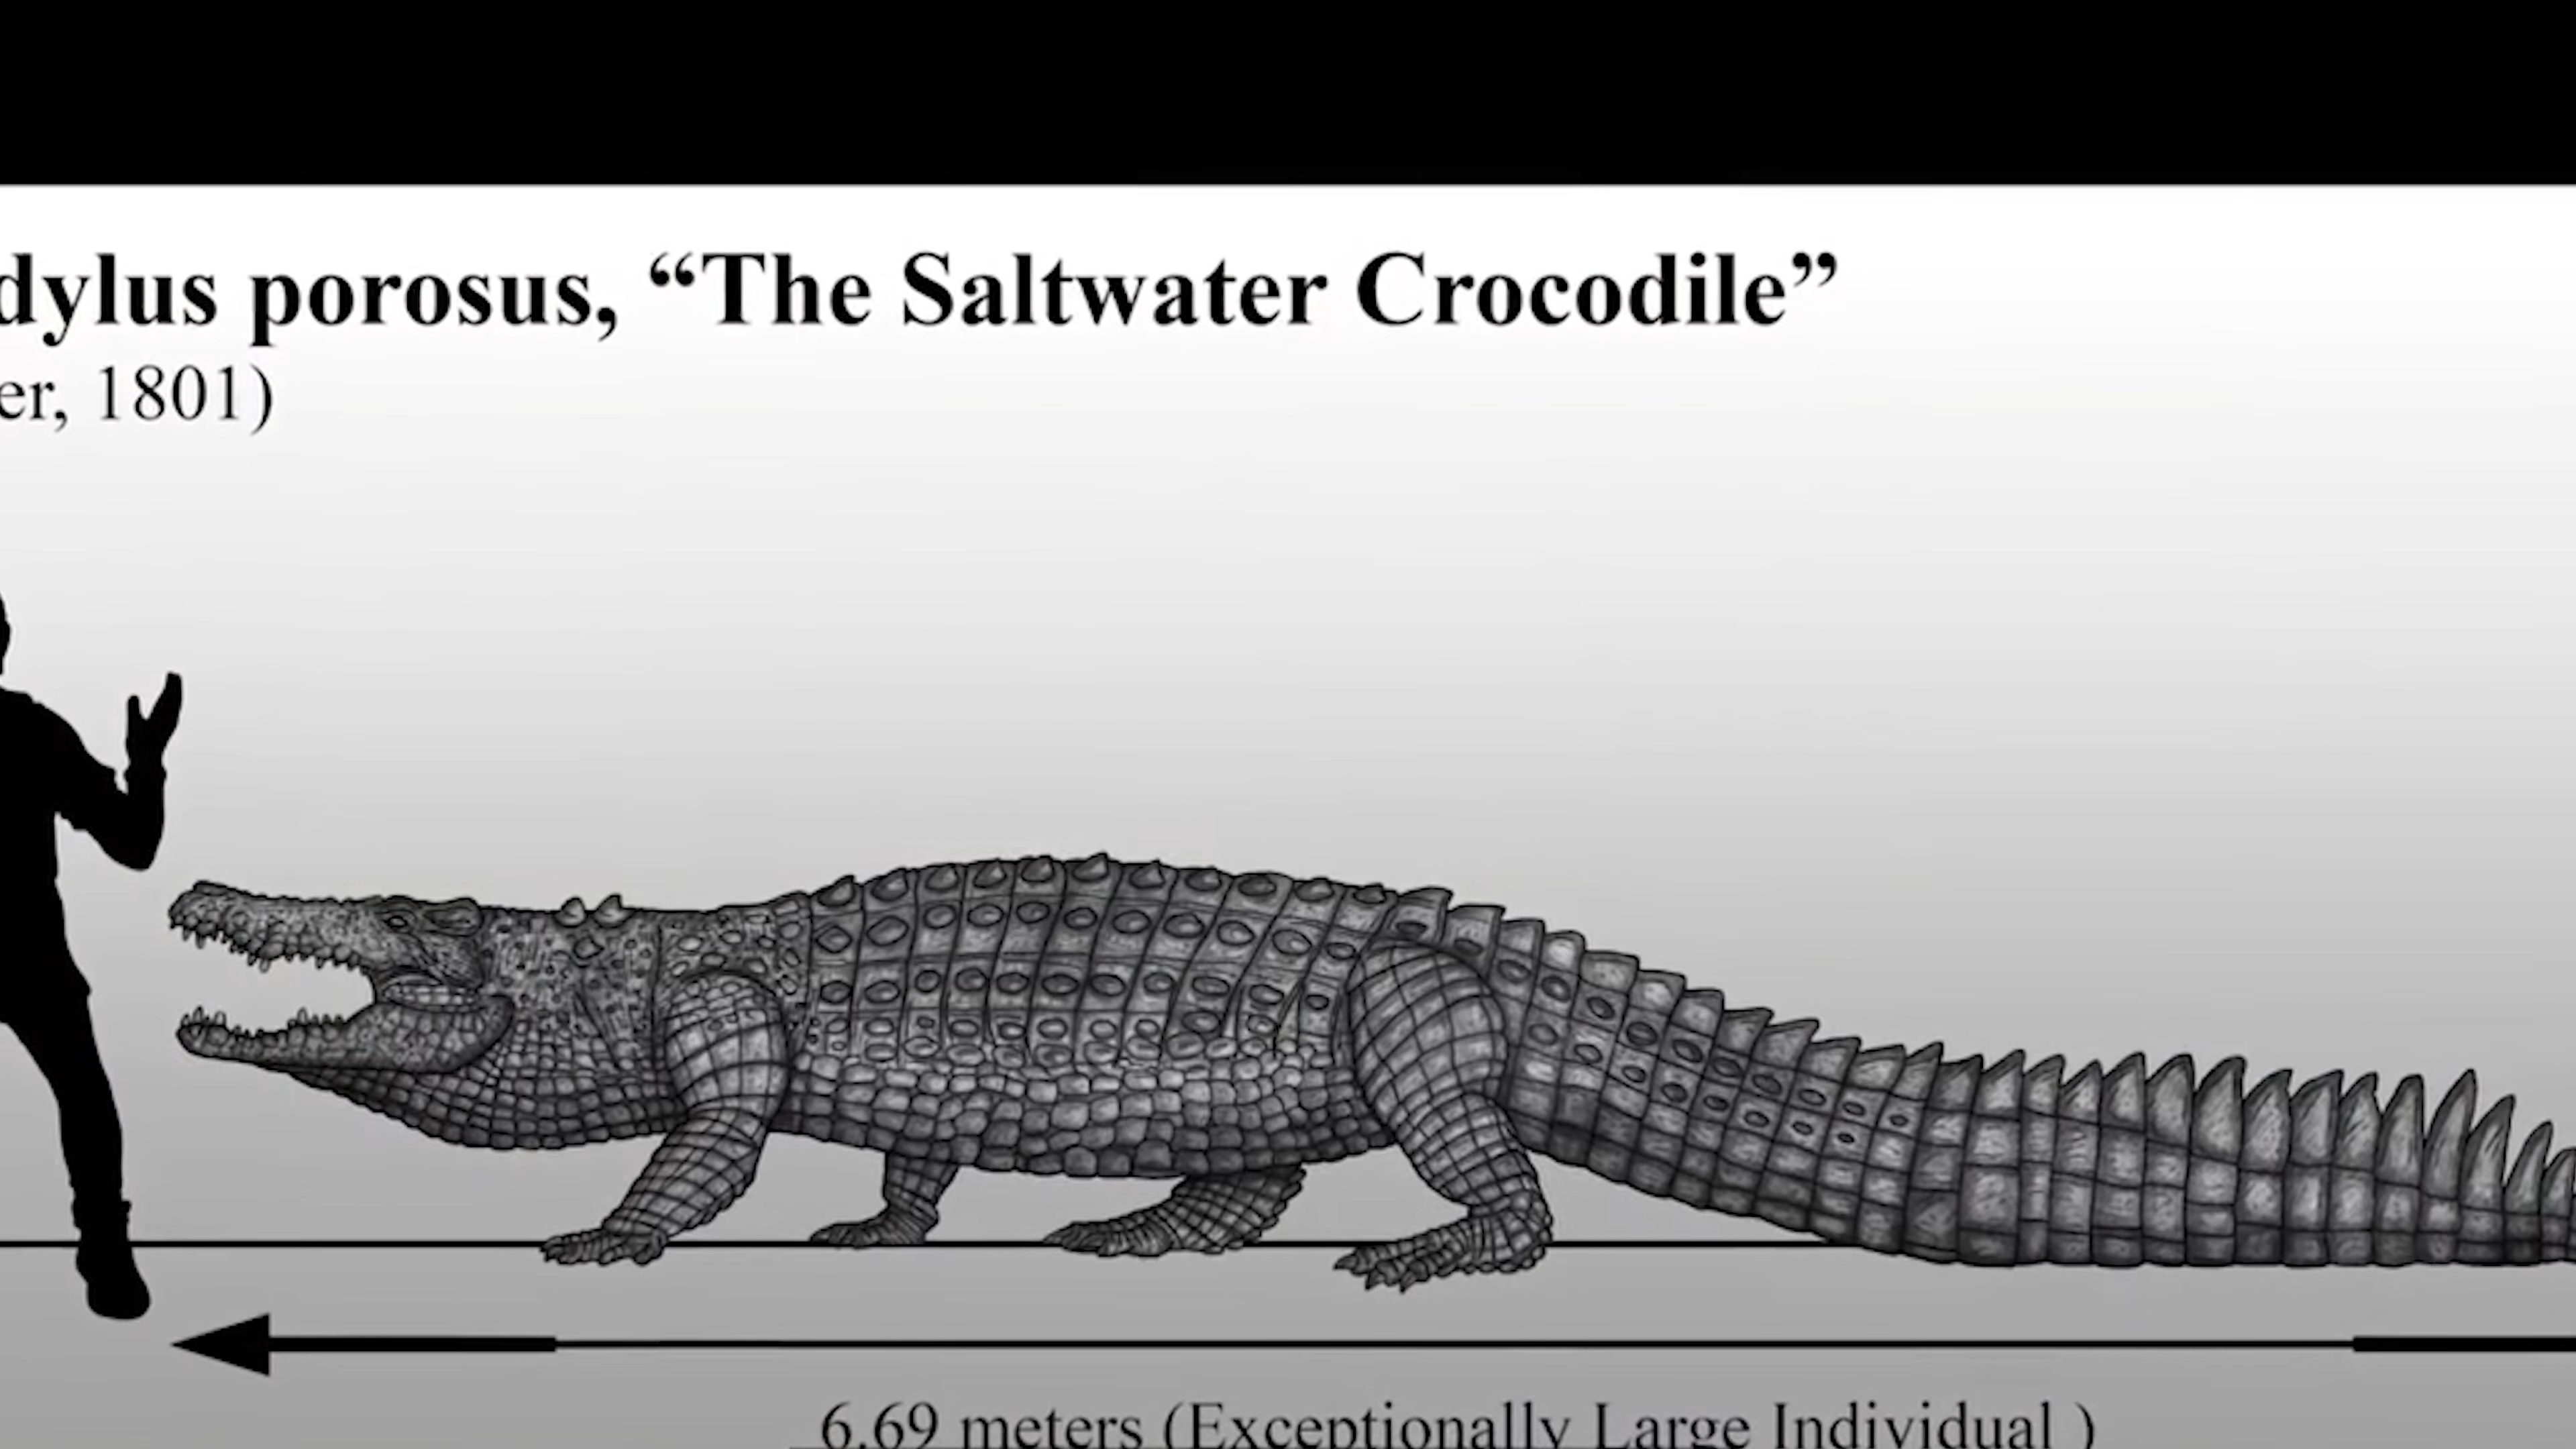 dylus porosus, “The Saltwater Crocodile”
er, 1801)
6.69 meters (Exceptionally Large Individual )